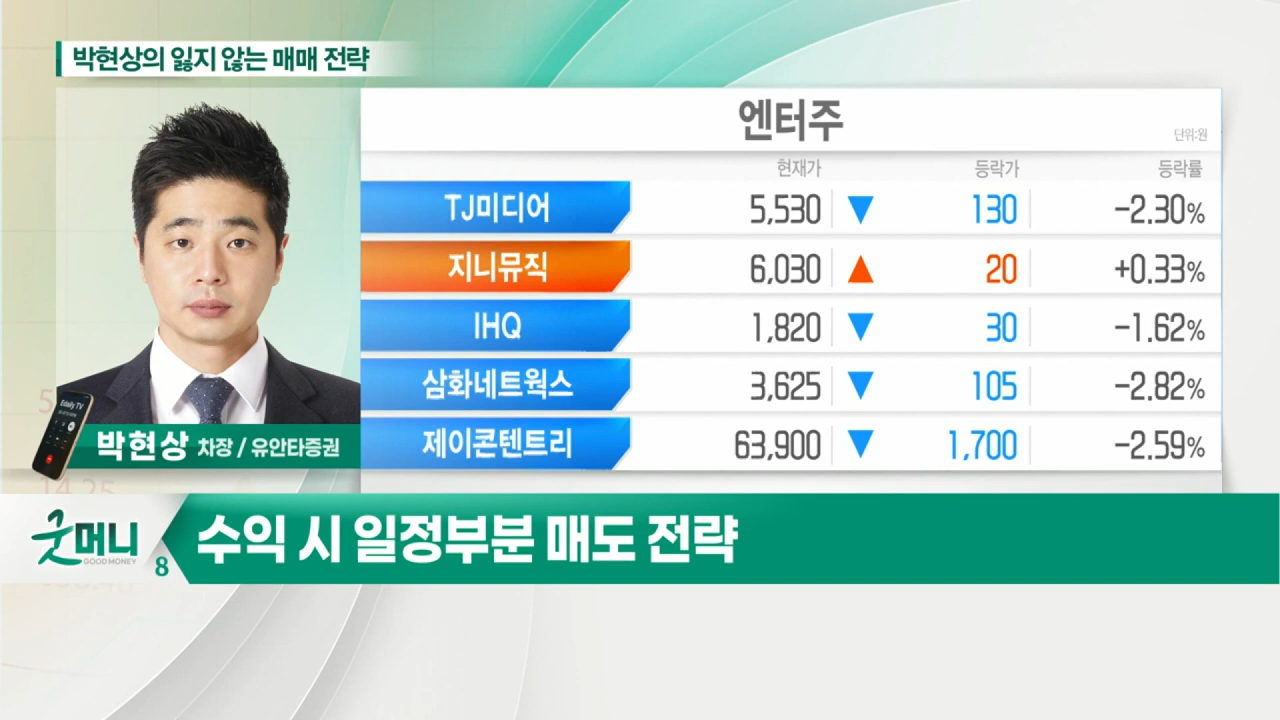 박현상의 잃지 않는 매매 전략
엔터주
단위:원
현재가 등락가 등락률
TJ미디어 5,530 ▼ 130 -2.30%
지니뮤직 6,030 ▲ 20 +0.33%
IHQ 1,820 ▼ 30 -1.62%
삼화네트웍스 3,625 ▼ 105 -2.82%
제이콘텐트리 63,900 ▼ 1,700 -2.59%
Edaily TV
박현상 차장 / 유안타증권
14.25
굿머니
GOOD MONEY
8
수익 시 일정부분 매도 전략